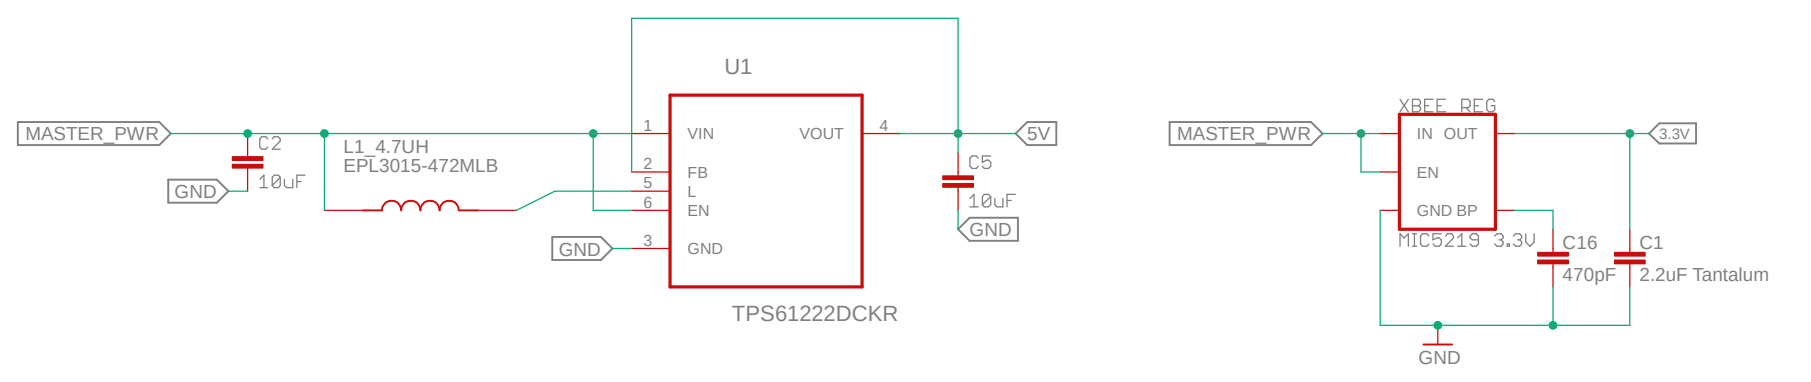 U1
MASTER_PWR
C2
10uF
GND
L1_4.7UH
EPL3015-472MLB
1
2
5
6
3
VIN
FB
L
EN
GND
VOUT
4
GND
5V
C5
10uF
GND
TPS61222DCKR
XBEE REG
MASTER_PWR
IN OUT
EN
GND BP
MIC5219 3.3V
3.3V
C16
470pF
C1
2.2uF Tantalum
GND